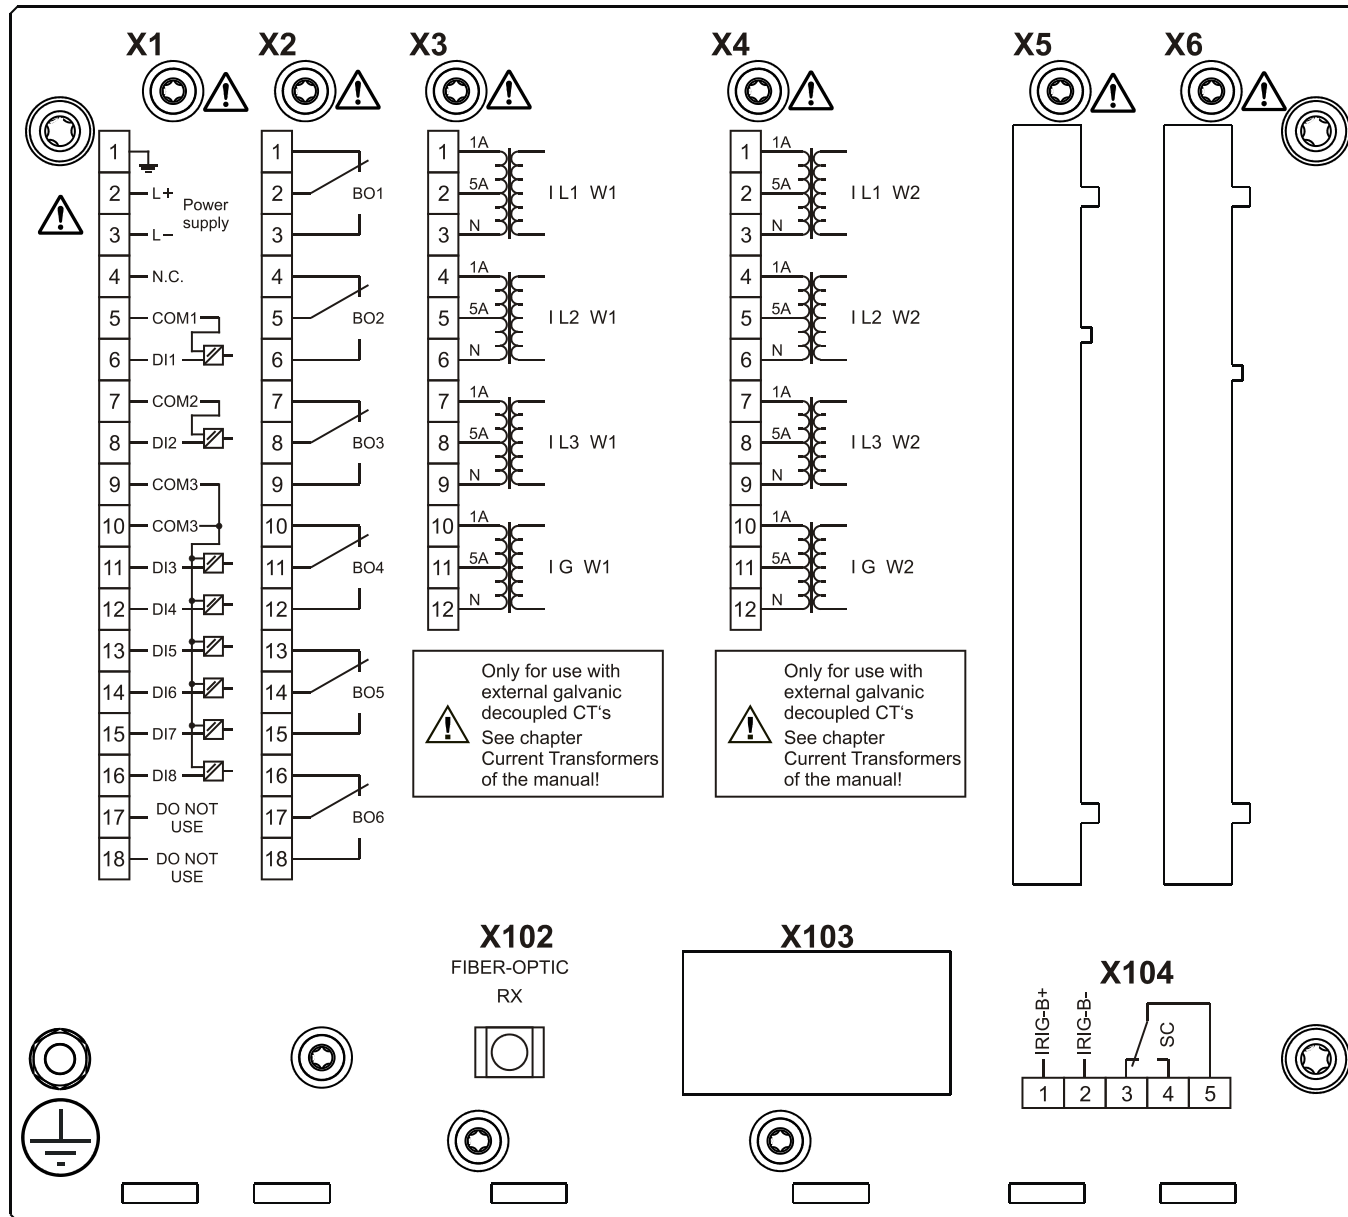 X1
X2
X3
X4
X5
X6
1
2 L+ Power
supply
3 L−
4 N.C.
5 COM1
6 DI1
7 COM2
8 DI2
9 COM3
10 COM3
11 DI3
12 DI4
13 DI5
14 DI6
15 DI7
16 DI8
17 DO NOT
USE
18 DO NOT
USE
1
2 BO1
3
4
5 BO2
6
7
8 BO3
9
10
11 BO4
12
13
14 BO5
15
16
17 BO6
18
1 1A
2 5A I L1 W1
3 N
4 1A
5 5A I L2 W1
6 N
7 1A
8 5A I L3 W1
9 N
10 1A
11 5A I G W1
12 N
Only for use with
external galvanic
decoupled CT‘s
See chapter
Current Transformers
of the manual!
1 1A
2 5A I L1 W2
3 N
4 1A
5 5A I L2 W2
6 N
7 1A
8 5A I L3 W2
9 N
10 1A
11 5A I G W2
12 N
Only for use with
external galvanic
decoupled CT‘s
See chapter
Current Transformers
of the manual!
X102
FIBER-OPTIC
RX
X103
X104
IRIG-B+
IRIG-B-
SC
1 2 3 4 5